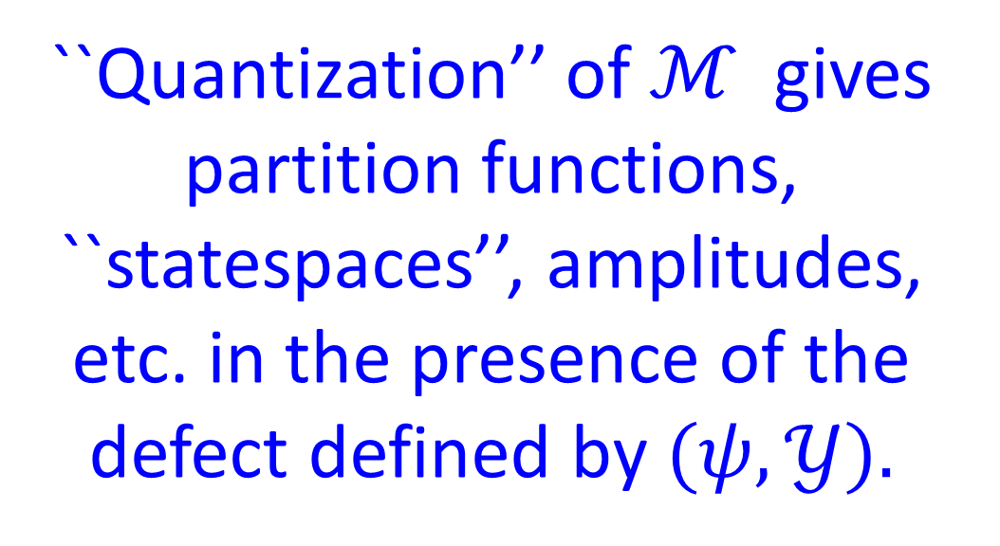 ``Quantization’’ of ℳ gives
partition functions,
``statespaces’’, amplitudes,
etc. in the presence of the
defect defined by (𝜓, 𝒴).